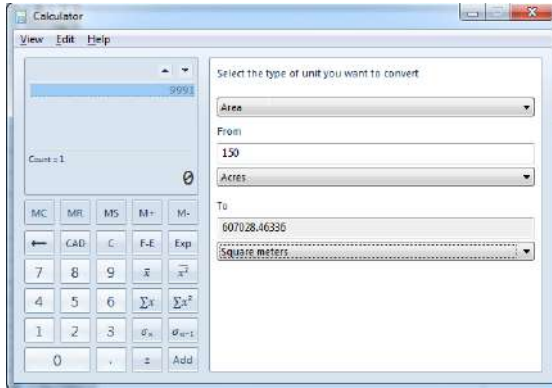 Calculator
View Edit Help
9991
Count = 1
0
MC MR MS M+ M-
← CAD C F-E Exp
7 8 9 x̄ x̄²
4 5 6 Σx Σx²
1 2 3 σₙ σₙ₋₁
0 , ± Add
Select the type of unit you want to convert
Area
From
150
Acres
To
607028.46336
Square meters